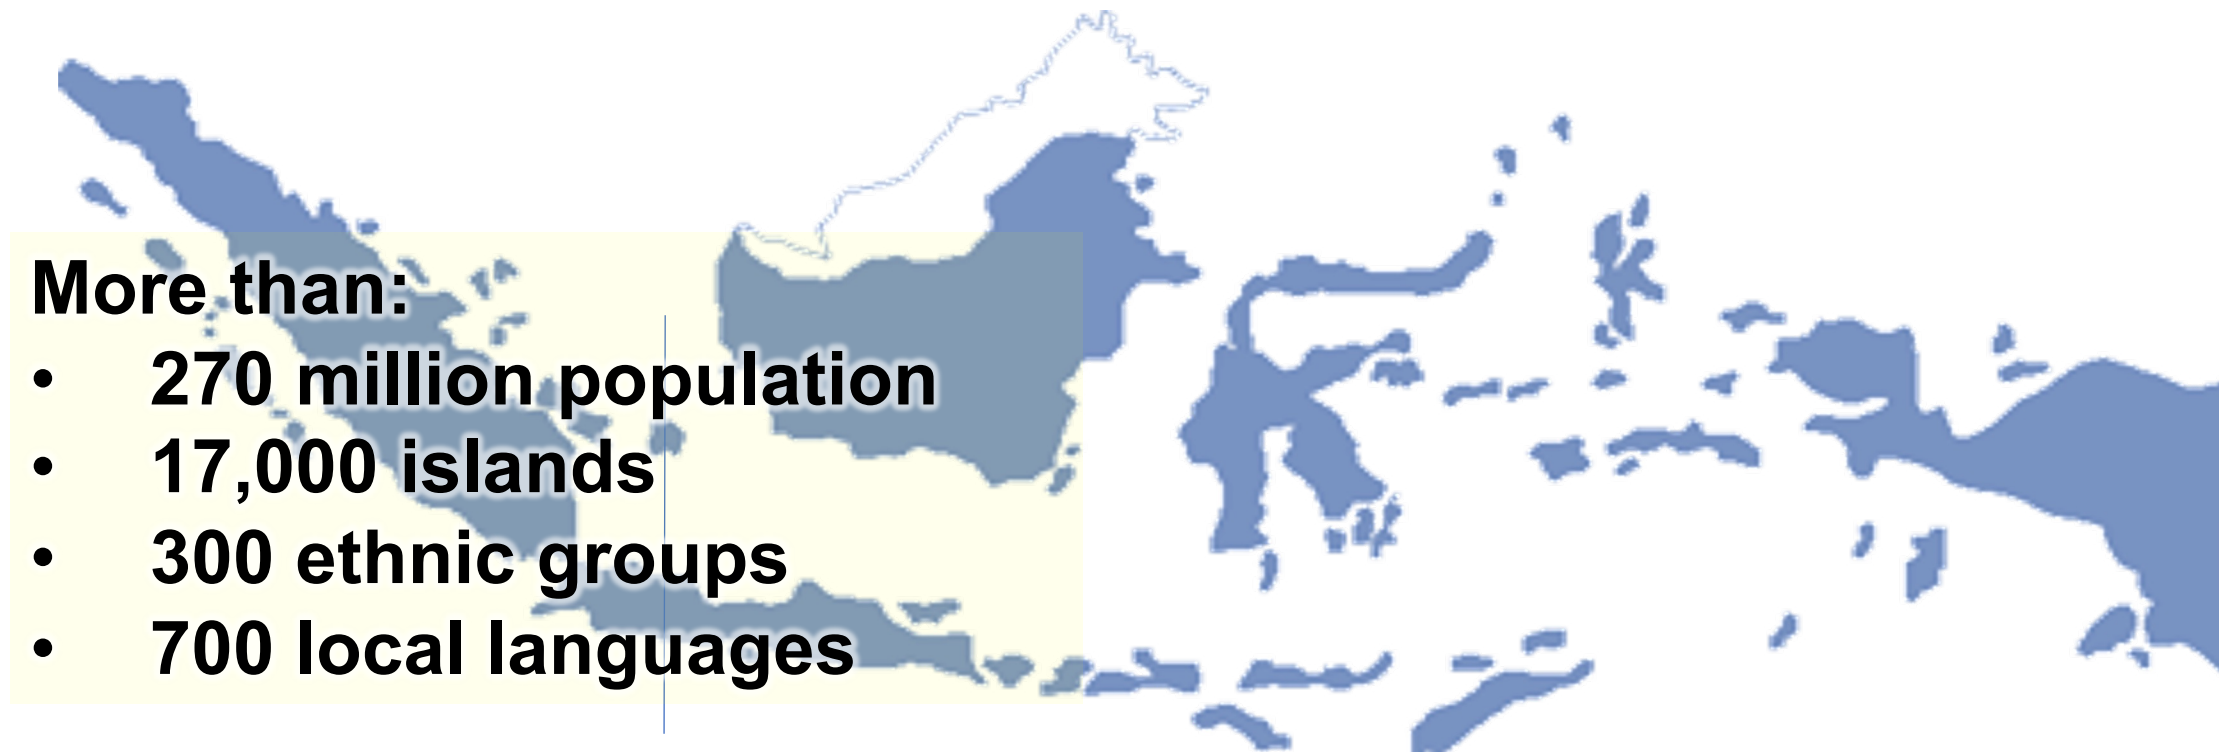 More than:
• 270 million population
• 17,000 islands
• 300 ethnic groups
• 700 local languages